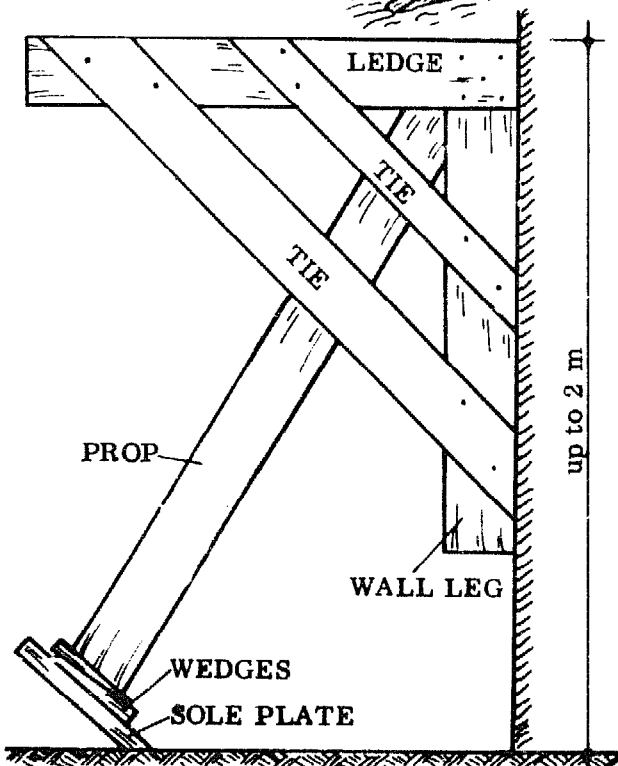 LEDGE
TIE
TIE
up to 2 m
PROP
WALL LEG
WEDGES
SOLE PLATE